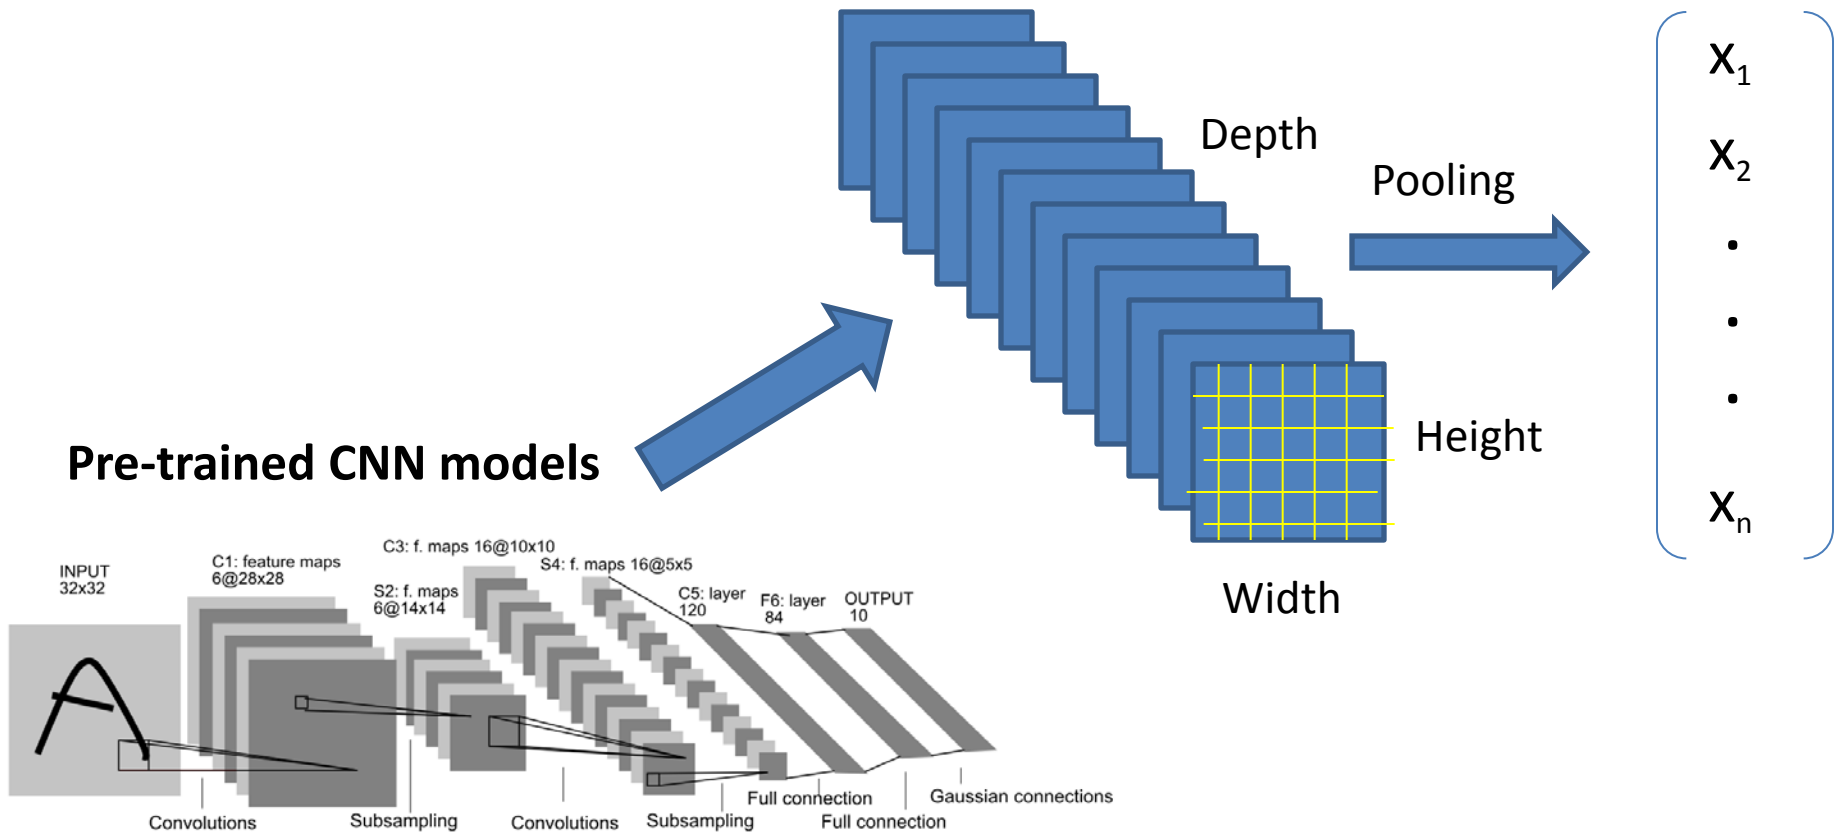 Depth
Pooling
x1
x2
.
.
.
xn
Height
Width
Pre-trained CNN models
INPUT
32x32
C1: feature maps
6@28x28
C3: f. maps 16@10x10
S2: f. maps
6@14x14
S4: f. maps 16@5x5
C5: layer
120
F6: layer
84
OUTPUT
10
Convolutions
Subsampling
Convolutions
Subsampling
Full connection
Full connection
Gaussian connections